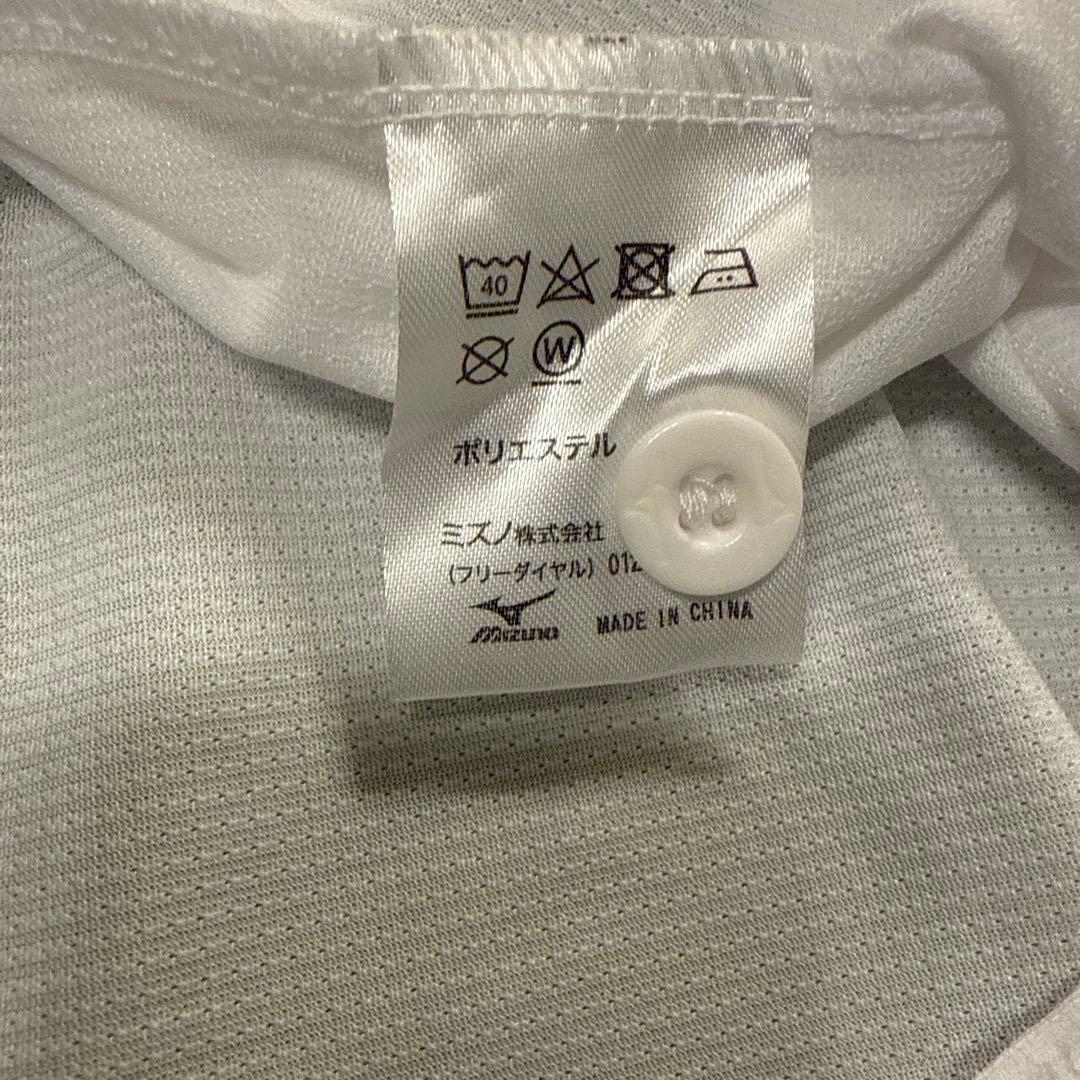 40
W
ポリエステル
ミズノ株式会社
(フリーダイヤル) 012
Mizuno MADE IN CHINA